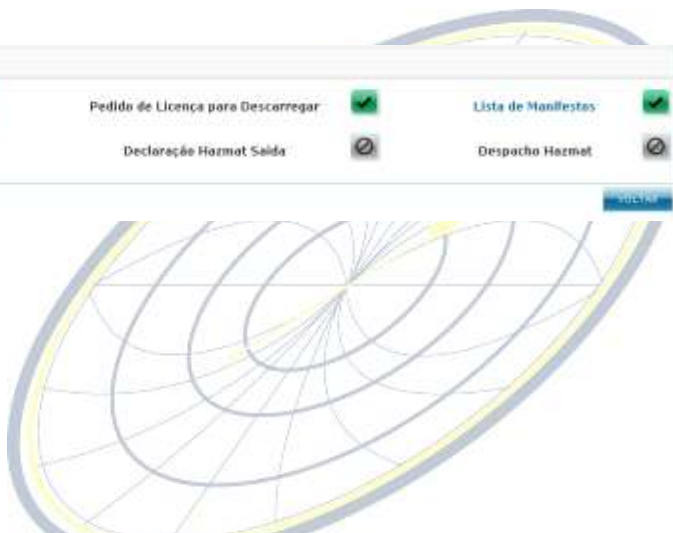 Pedido de Licença para Descarregar Lista de Manifestos
Declaração Hazmat Saída Despacho Hazmat
VOLTAR